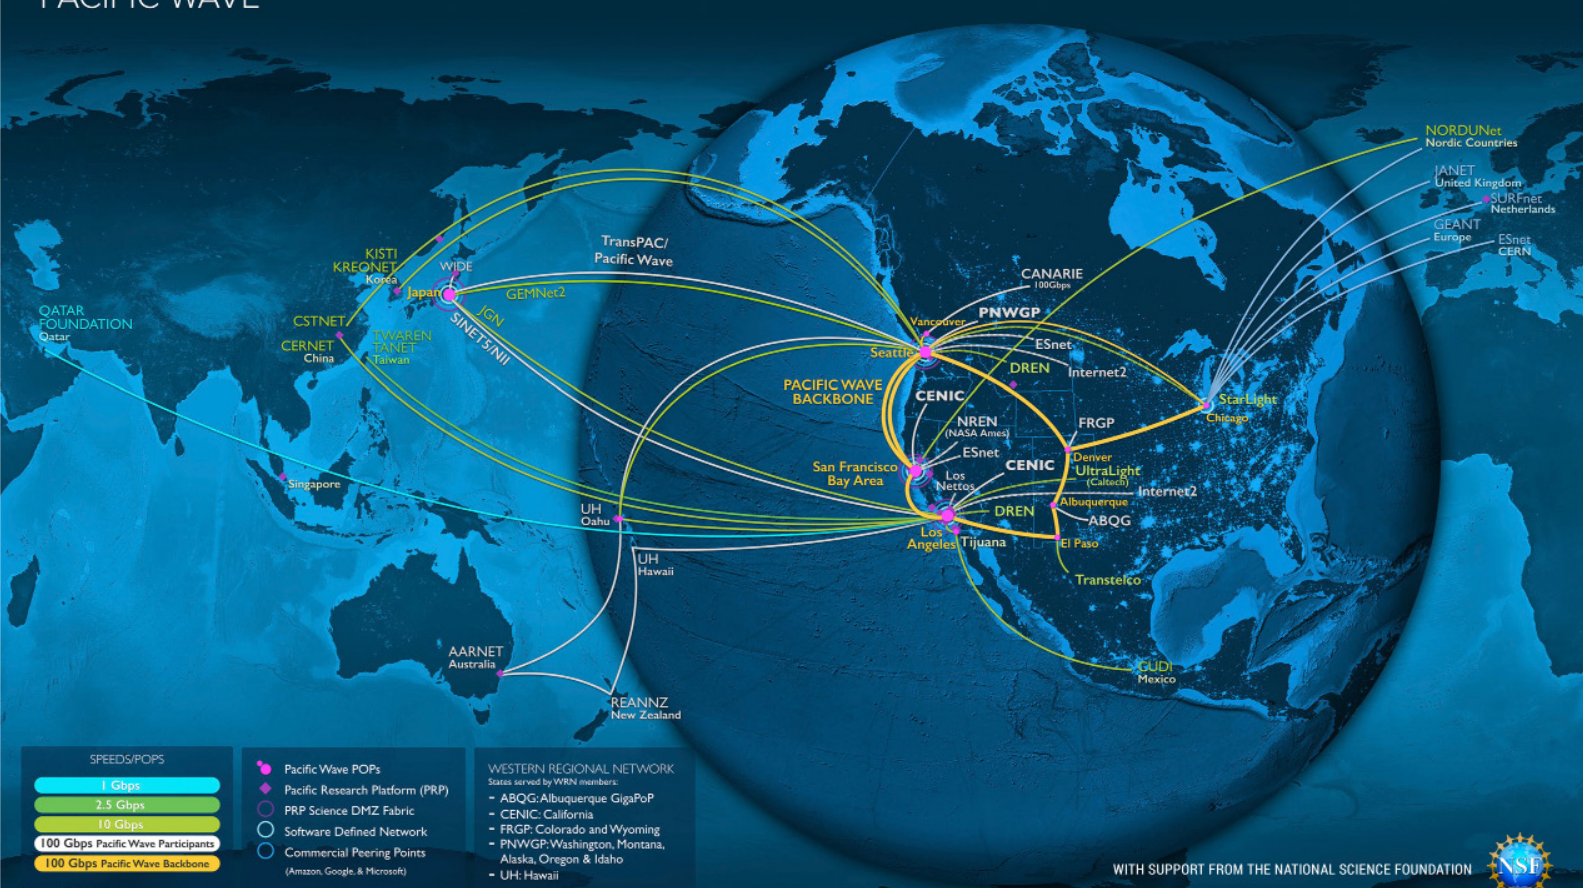 PACIFIC WAVE
NORDUNet
Nordic Countries
JANET
United Kingdom
SURFnet
Netherlands
GEANT
Europe
ESnet
CERN
TransPAC/
Pacific Wave
KISTI
KREONET
Korea
WIDE
Japan
GEMNet2
JGN
SINET5/NII
QATAR
FOUNDATION
Qatar
CSTNET
CERNET
China
TWAREN
TANET
Taiwan
CANARIE
100Gbps
Vancouver
PNWGP
Seattle
ESnet
DREN
Internet2
PACIFIC WAVE
BACKBONE
CENIC
StarLight
Chicago
NREN
(NASA Ames)
FRGP
ESnet
Denver
San Francisco
Bay Area
CENIC
UltraLight
(Caltech)
Los
Nettos
Internet2
Singapore
Albuquerque
UH
Oahu
DREN
ABQG
Los
Angeles
Tijuana
El Paso
UH
Hawaii
Transtelco
AARNET
Australia
CUDI
Mexico
REANNZ
New Zealand
SPEEDS/POPS
1 Gbps
2.5 Gbps
10 Gbps
100 Gbps Pacific Wave Participants
100 Gbps Pacific Wave Backbone
Pacific Wave POPs
Pacific Research Platform (PRP)
PRP Science DMZ Fabric
Software Defined Network
Commercial Peering Points
(Amazon, Google, & Microsoft)
WESTERN REGIONAL NETWORK
States served by WRN members:
- ABQG: Albuquerque GigaPoP
- CENIC: California
- FRGP: Colorado and Wyoming
- PNWGP: Washington, Montana,
Alaska, Oregon & Idaho
- UH: Hawaii
WITH SUPPORT FROM THE NATIONAL SCIENCE FOUNDATION
NSF